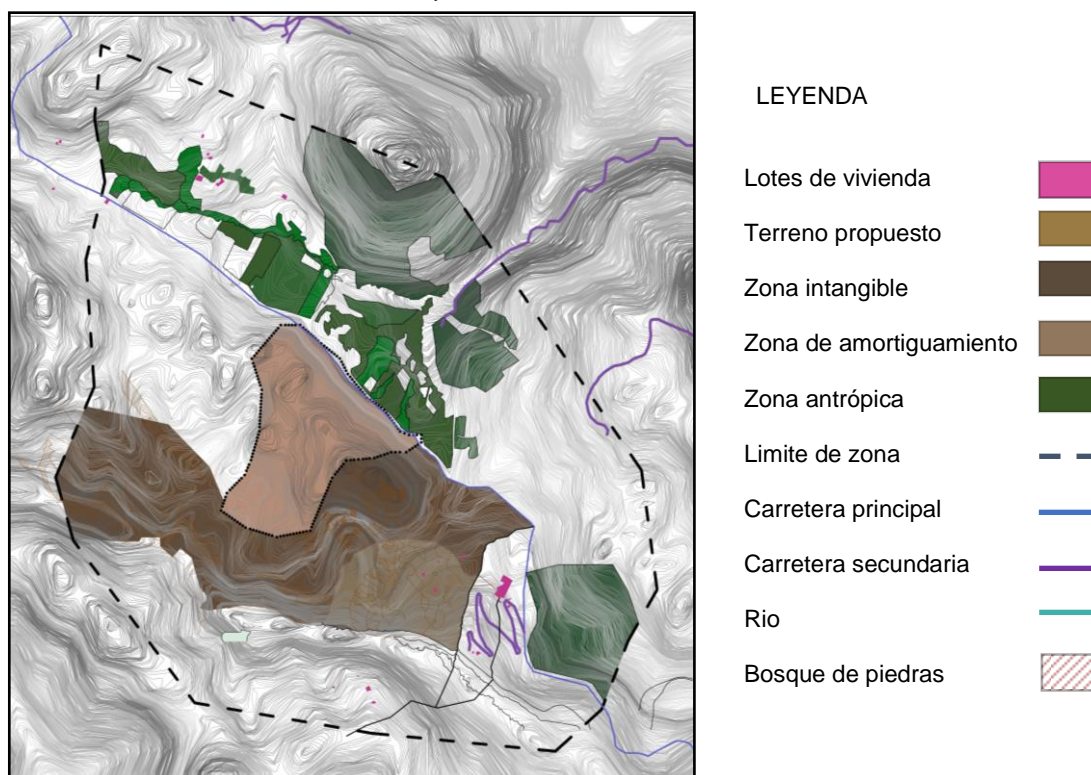 LEYENDA
Lotes de vivienda
Terreno propuesto
Zona intangible
Zona de amortiguamiento
Zona antrópica
Limite de zona
Carretera principal
Carretera secundaria
Rio
Bosque de piedras